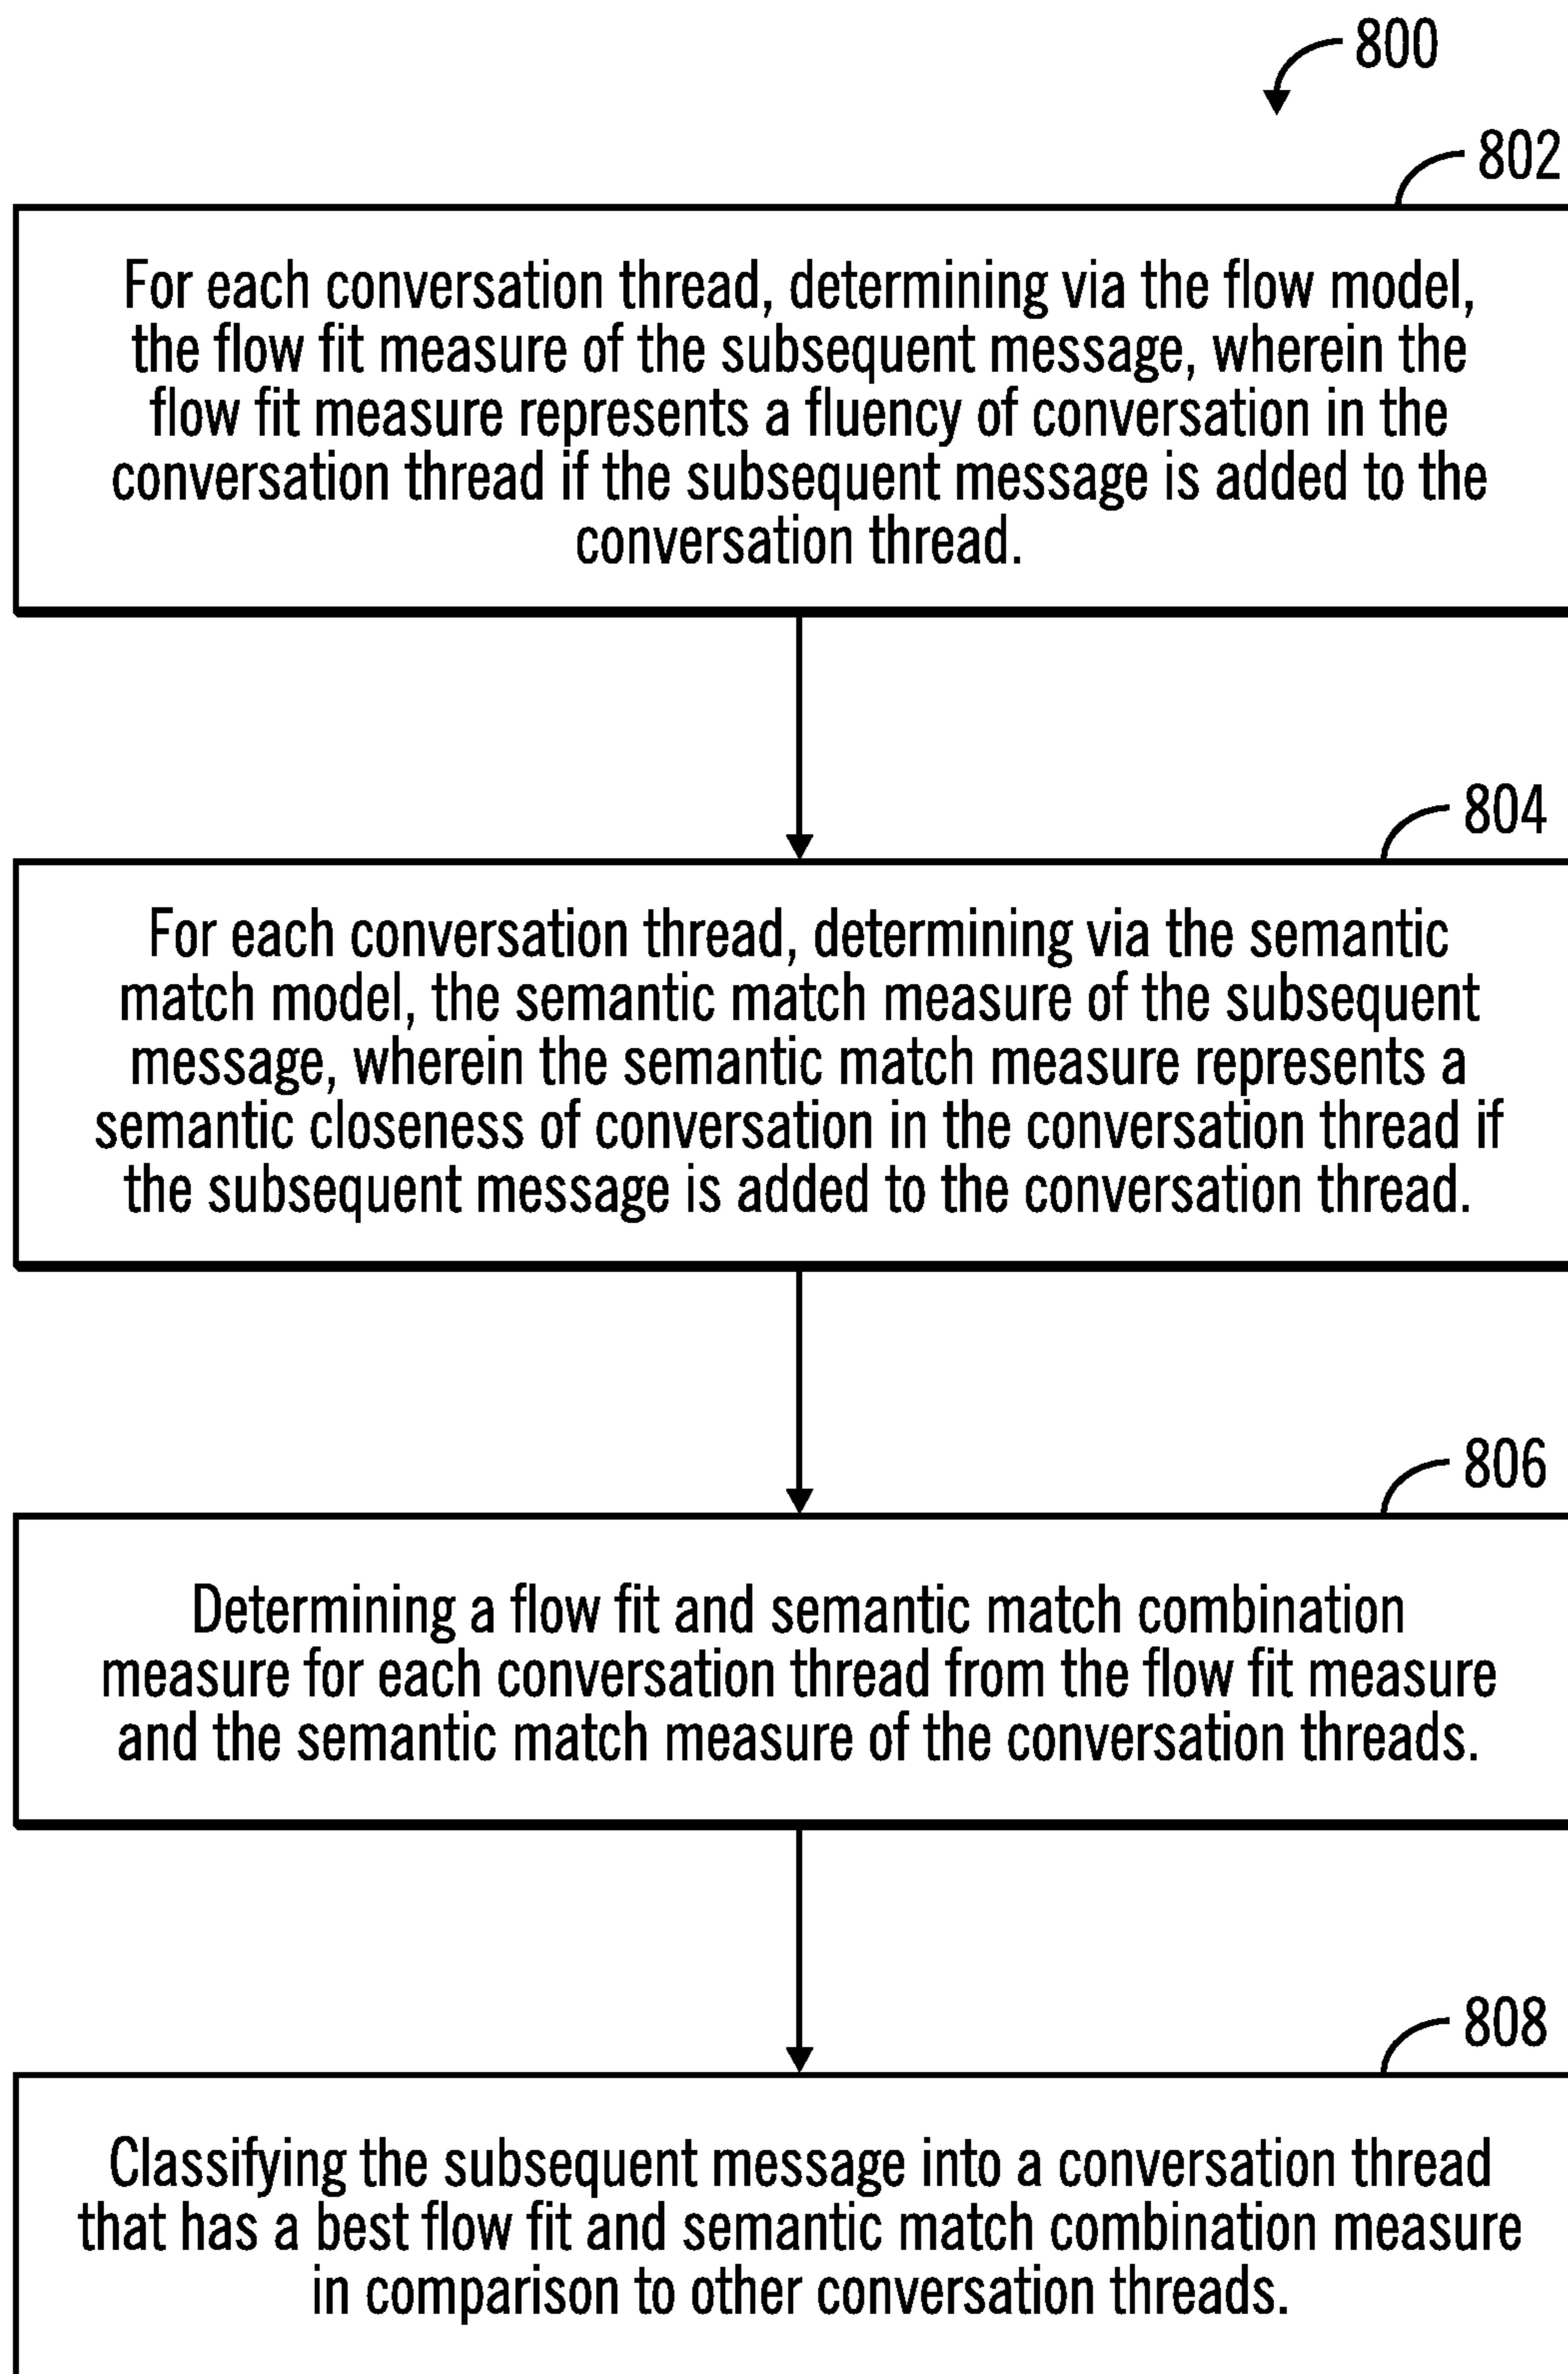 800
802
For each conversation thread, determining via the flow model,
the flow fit measure of the subsequent message, wherein the
flow fit measure represents a fluency of conversation in the
conversation thread if the subsequent message is added to the
conversation thread.
804
For each conversation thread, determining via the semantic
match model, the semantic match measure of the subsequent
message, wherein the semantic match measure represents a
semantic closeness of conversation in the conversation thread if
the subsequent message is added to the conversation thread.
806
Determining a flow fit and semantic match combination
measure for each conversation thread from the flow fit measure
and the semantic match measure of the conversation threads.
808
Classifying the subsequent message into a conversation thread
that has a best flow fit and semantic match combination measure
in comparison to other conversation threads.